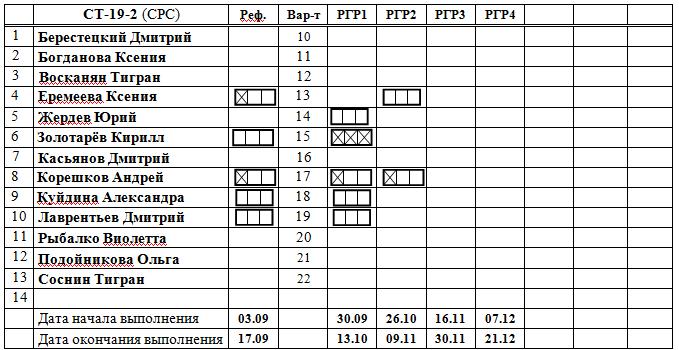 СТ-19-2 (СРС) Реф. Вар-т РГР1 РГР2 РГР3 РГР4
1 Берестецкий Дмитрий 10
2 Богданова Ксения 11
3 Восканян Тигран 12
4 Еремеева Ксения 13
5 Жердев Юрий 14
6 Золотарёв Кирилл 15
7 Касьянов Дмитрий 16
8 Корешков Андрей 17
9 Куйдина Александра 18
10 Лаврентьев Дмитрий 19
11 Рыбалко Виолетта 20
12 Подойникова Ольга 21
13 Соснин Тигран 22
14
Дата начала выполнения 03.09 30.09 26.10 16.11 07.12
Дата окончания выполнения 17.09 13.10 09.11 30.11 21.12